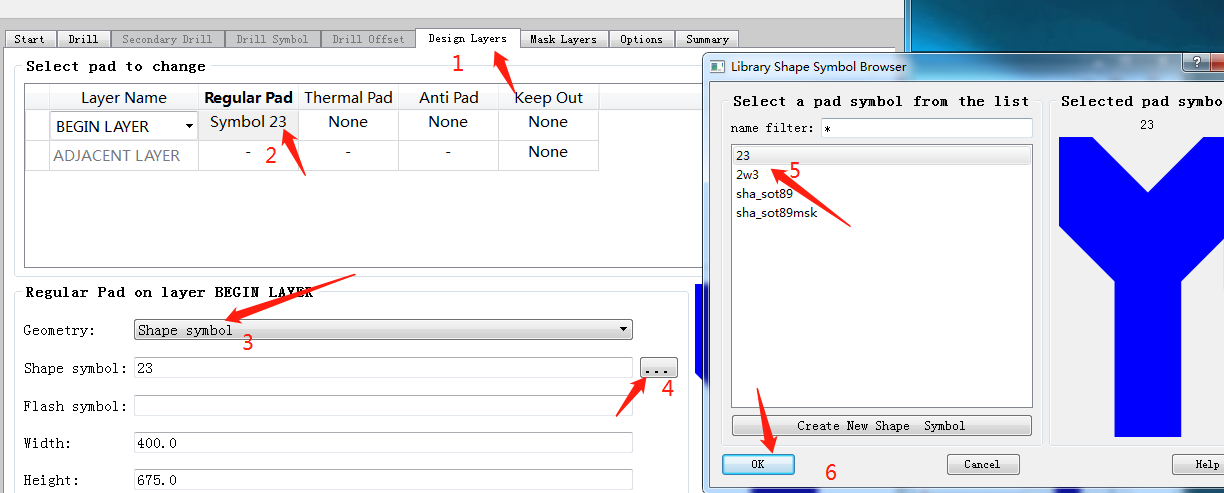 Start Drill Secondary Drill Drill Symbol Drill Offset Design Layers Mask Layers Options Summary
1
Select pad to change
Layer Name Regular Pad Thermal Pad Anti Pad Keep Out
BEGIN LAYER Symbol 23 None None None
2
ADJACENT LAYER - - - None
Regular Pad on layer BEGIN LAYER
Geometry: Shape symbol
3
Shape symbol: 23 ...
4
Flash symbol:
Width: 400.0
Height: 675.0
Library Shape Symbol Browser ?
Select a pad symbol from the list
name filter: *
23
5
2w3
sha_sot89
sha_sot89msk
Create New Shape Symbol
OK Cancel Help
6
Selected pad symbo
23